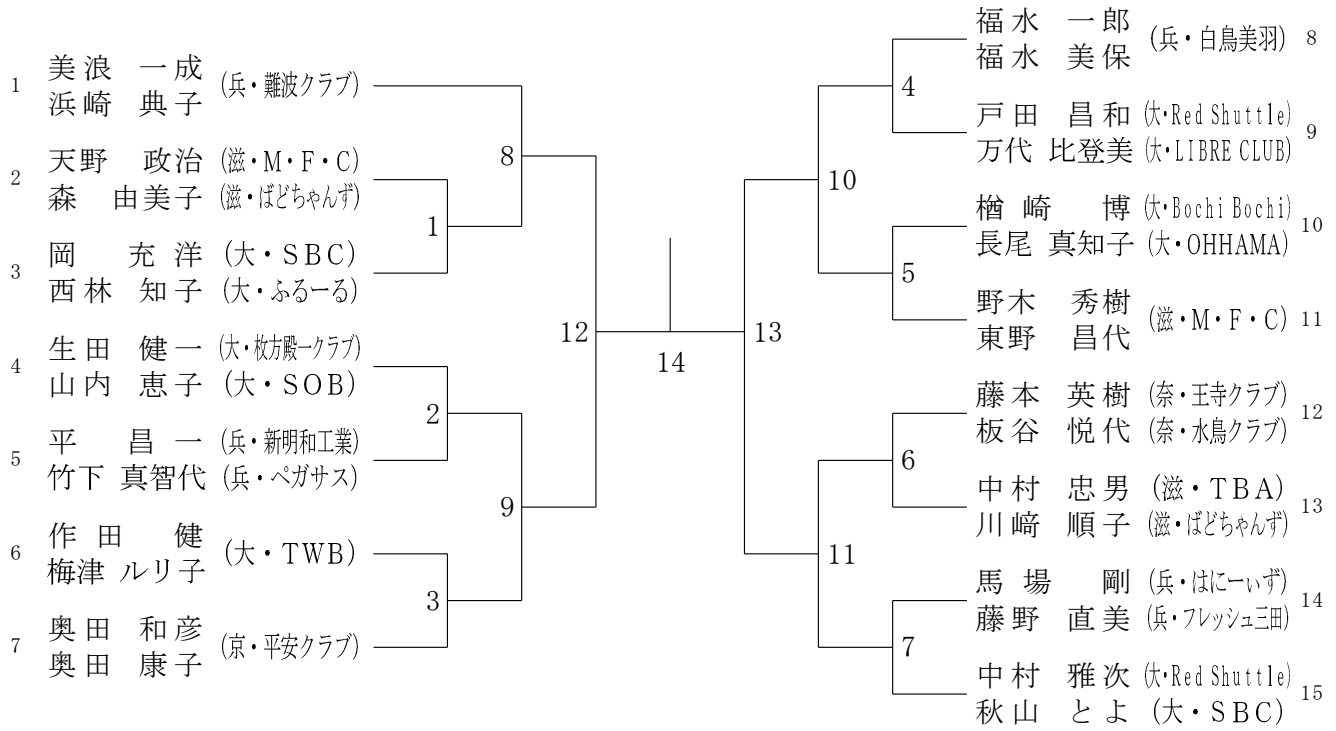 1 美浪 一成 (兵・難波クラブ)
浜崎 典子
2 天野 政治 (滋・M・F・C)
森 由美子 (滋・ばどちゃんず)
3 岡 充洋 (大・SBC)
西林 知子 (大・ふるーる)
4 生田 健一 (大・枚方殿一クラブ)
山内 恵子 (大・SOB)
5 平 昌一 (兵・新明和工業)
竹下 真智代 (兵・ペガサス)
6 作田 健 (大・TWB)
梅津 ルリ子
7 奥田 和彦 (京・平安クラブ)
奥田 康子
8
1
12
2
9
3
14
13
4
10
5
6
11
7
福水 一郎 (兵・白鳥美羽) 8
福水 美保
戸田 昌和 (大・Red Shuttle) 9
万代 比登美 (大・LIBRE CLUB)
楢崎 博 (大・Bochi Bochi) 10
長尾 真知子 (大・OHHAMA)
野木 秀樹 (滋・M・F・C) 11
東野 昌代
藤本 英樹 (奈・王寺クラブ) 12
板谷 悦代 (奈・水鳥クラブ)
中村 忠男 (滋・TBA) 13
川﨑 順子 (滋・ばどちゃんず)
馬場 剛 (兵・はにーぃず) 14
藤野 直美 (兵・フレッシュ三田)
中村 雅次 (大・Red Shuttle) 15
秋山 とよ (大・SBC)